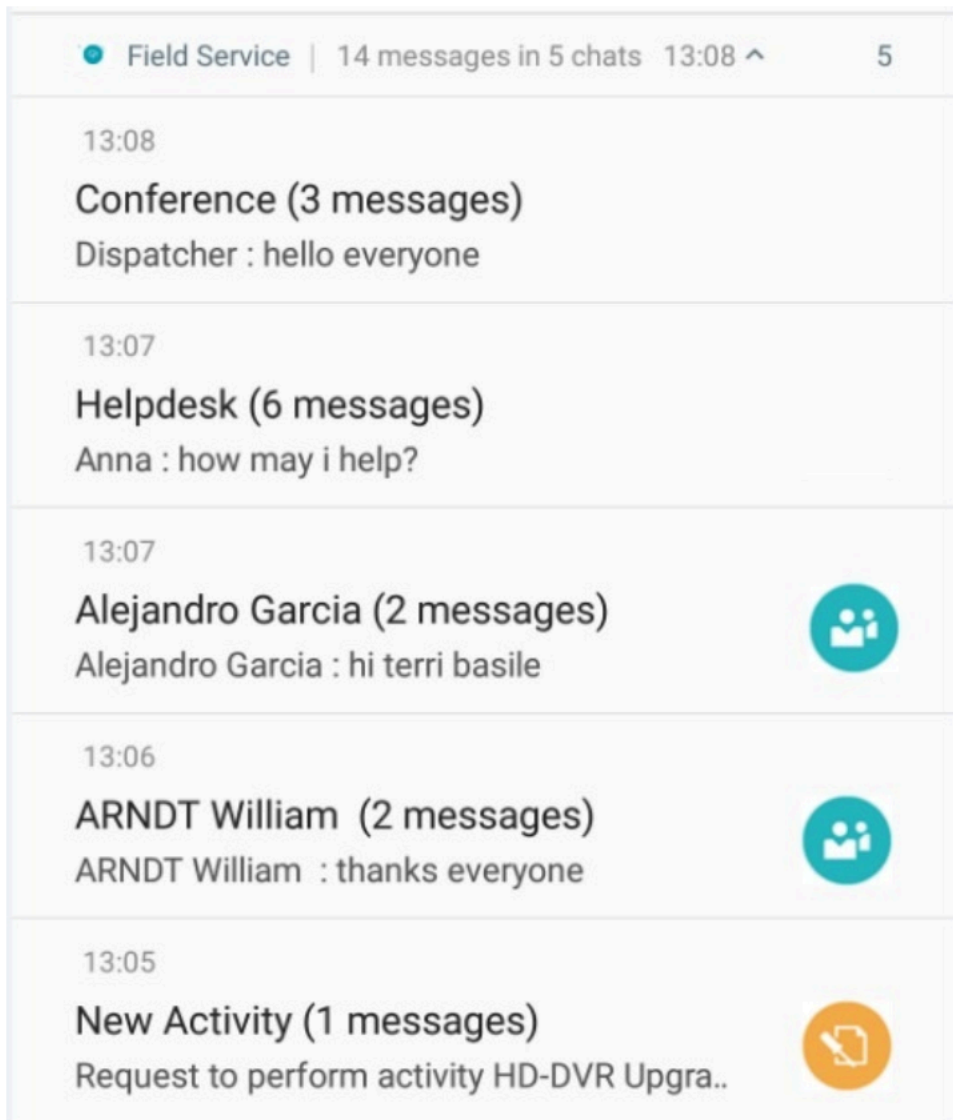 Field Service | 14 messages in 5 chats 13:08 5
13:08
Conference (3 messages)
Dispatcher : hello everyone
13:07
Helpdesk (6 messages)
Anna : how may i help?
13:07
Alejandro Garcia (2 messages)
Alejandro Garcia : hi terri basile
13:06
ARNDT William  (2 messages)
ARNDT William  : thanks everyone
13:05
New Activity (1 messages)
Request to perform activity HD-DVR Upgra..